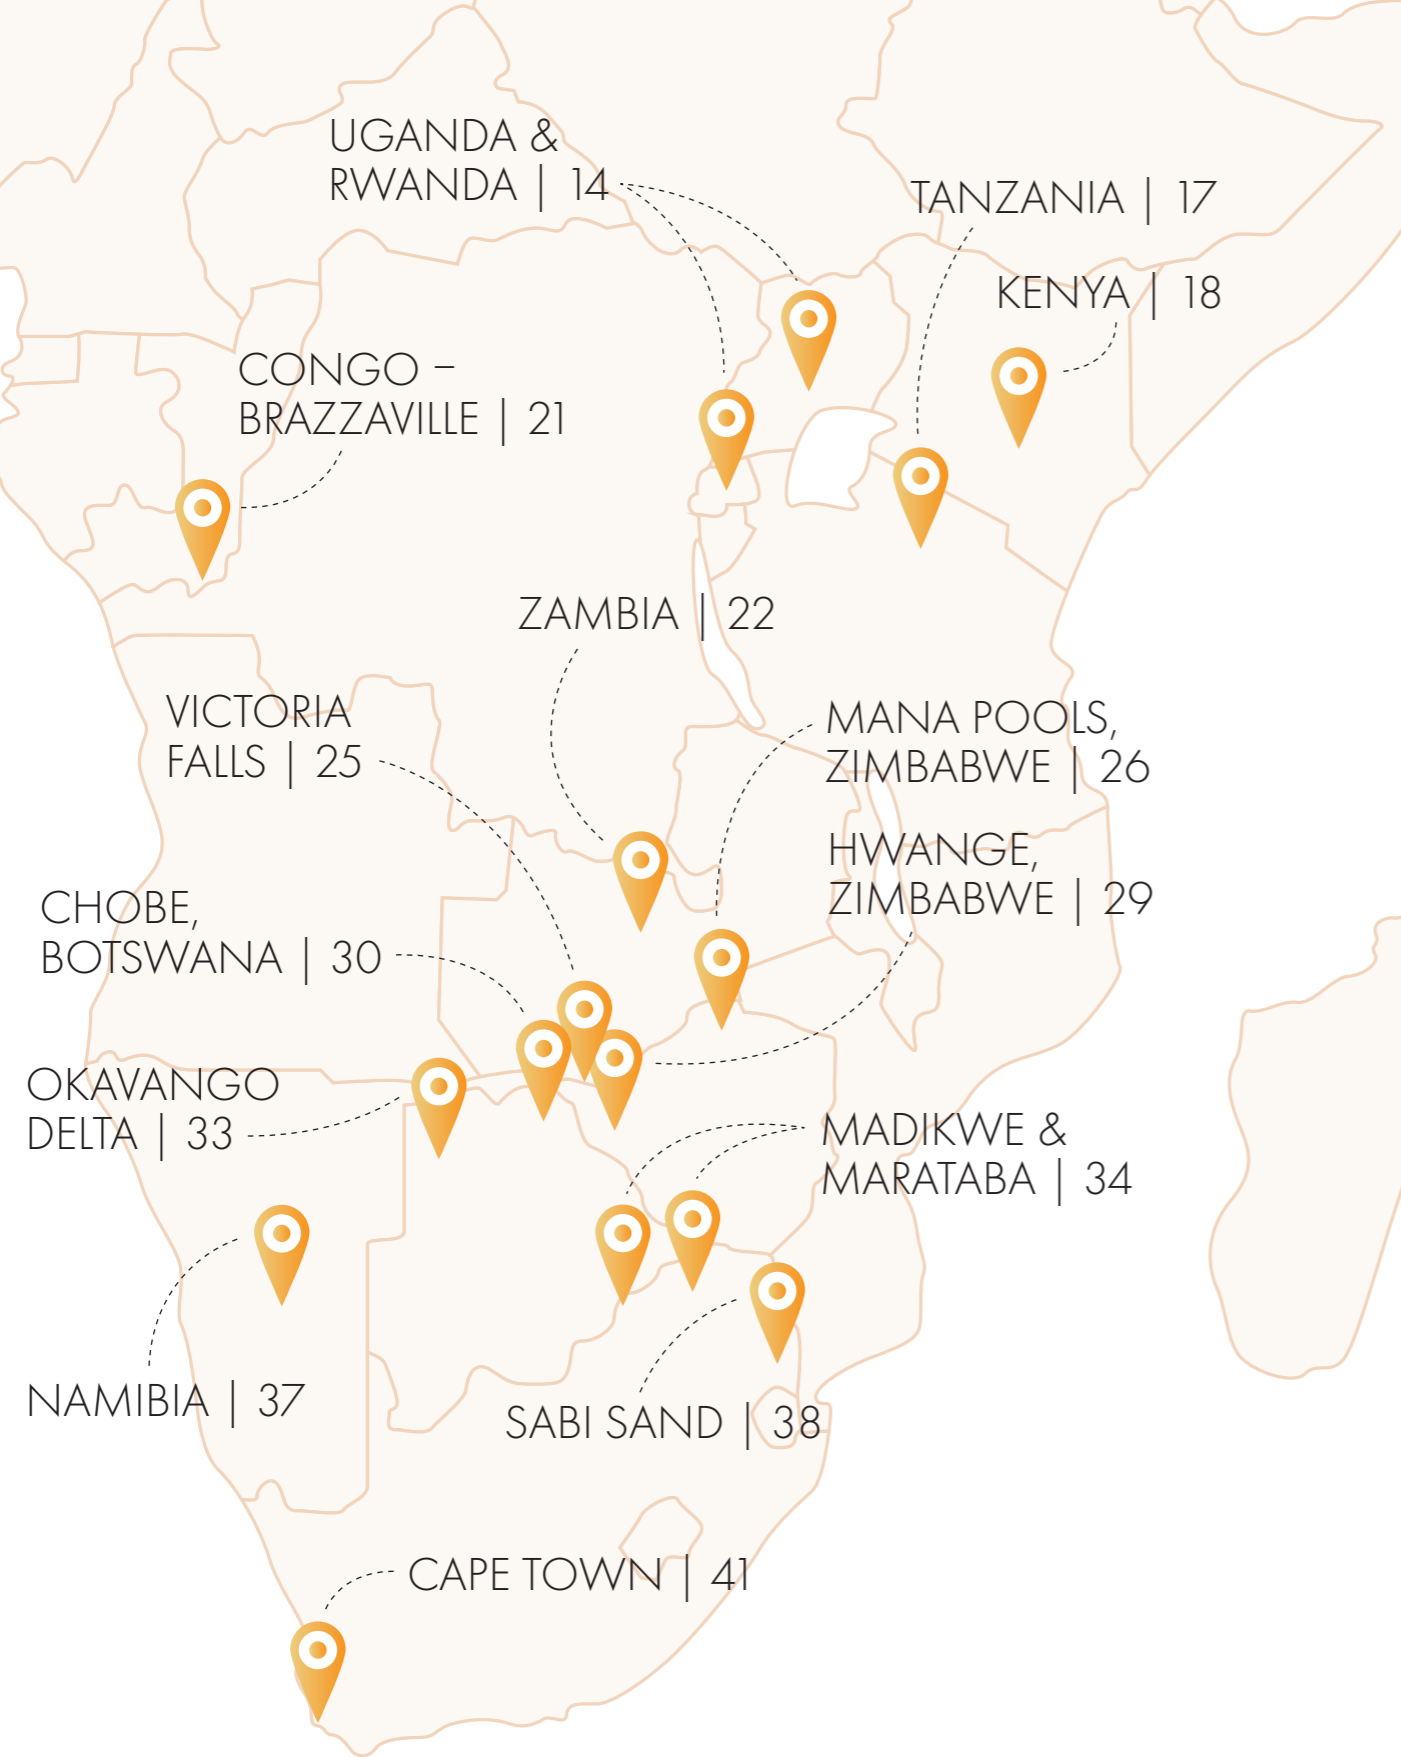 UGANDA &
RWANDA | 14
TANZANIA | 17
KENYA | 18
CONGO –
BRAZZAVILLE | 21
ZAMBIA | 22
VICTORIA
FALLS | 25
MANA POOLS,
ZIMBABWE | 26
HWANGE,
ZIMBABWE | 29
CHOBE,
BOTSWANA | 30
OKAVANGO
DELTA | 33
MADIKWE &
MARATABA | 34
NAMIBIA | 37
SABI SAND | 38
CAPE TOWN | 41